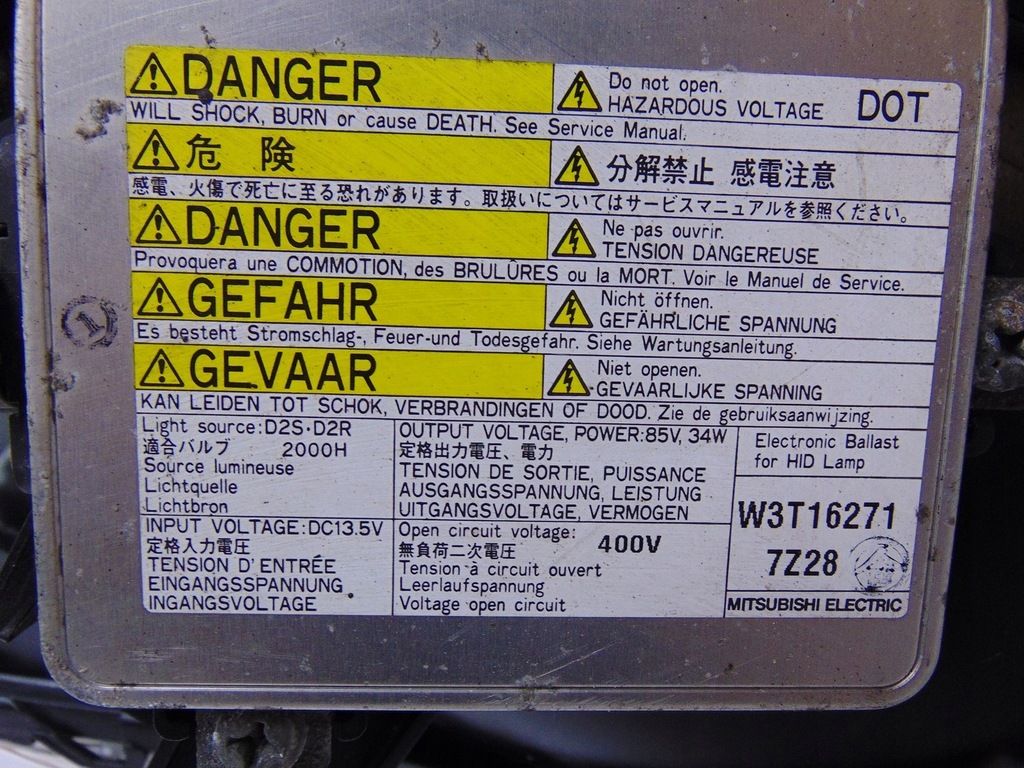 DANGER
Do not open.
HAZARDOUS VOLTAGE DOT
WILL SHOCK, BURN or cause DEATH. See Service Manual.
危 険
分解禁止 感電注意
感電、火傷で死亡に至る恐れがあります。取扱いについてはサービスマニュアルを参照ください。
DANGER
Ne pas ouvrir.
TENSION DANGEREUSE
Provoquera une COMMOTION, des BRULÛRES ou la MORT. Voir le Manuel de Service.
GEFAHR
Nicht öffnen.
GEFÄHRLICHE SPANNUNG
Es besteht Stromschlag-, Feuer-und Todesgefahr. Siehe Wartungsanleitung.
GEVAAR
Niet openen.
GEVAARLIJKE SPANNING
KAN LEIDEN TOT SCHOK, VERBRANDINGEN OF DOOD. Zie de gebruiksaanwijzing.
Light source:D2S・D2R
適合バルブ 2000H
Source lumineuse
Lichtquelle
Lichtbron
OUTPUT VOLTAGE, POWER:85V, 34W
定格出力電圧、電力
TENSION DE SORTIE, PUISSANCE
AUSGANGSSPANNUNG, LEISTUNG
UITGANGSVOLTAGE, VERMOGEN
Electronic Ballast
for HID Lamp
INPUT VOLTAGE:DC13.5V
定格入力電圧
TENSION D'ENTRÉE
EINGANGSSPANNUNG
INGANGSVOLTAGE
Open circuit voltage:
無負荷二次電圧 400V
Tension à circuit ouvert
Leerlaufspannung
Voltage open circuit
W3T16271
7Z28
MITSUBISHI ELECTRIC
1